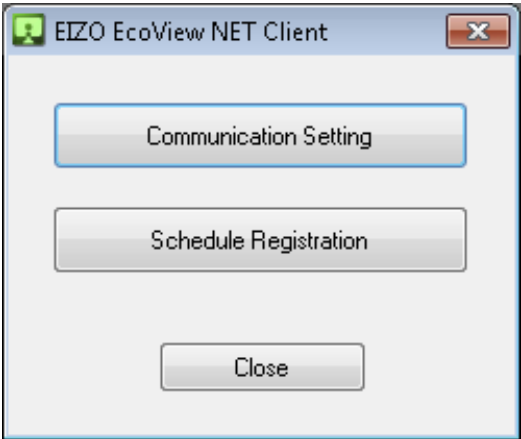 EIZO EcoView NET Client
Communication Setting
Schedule Registration
Close